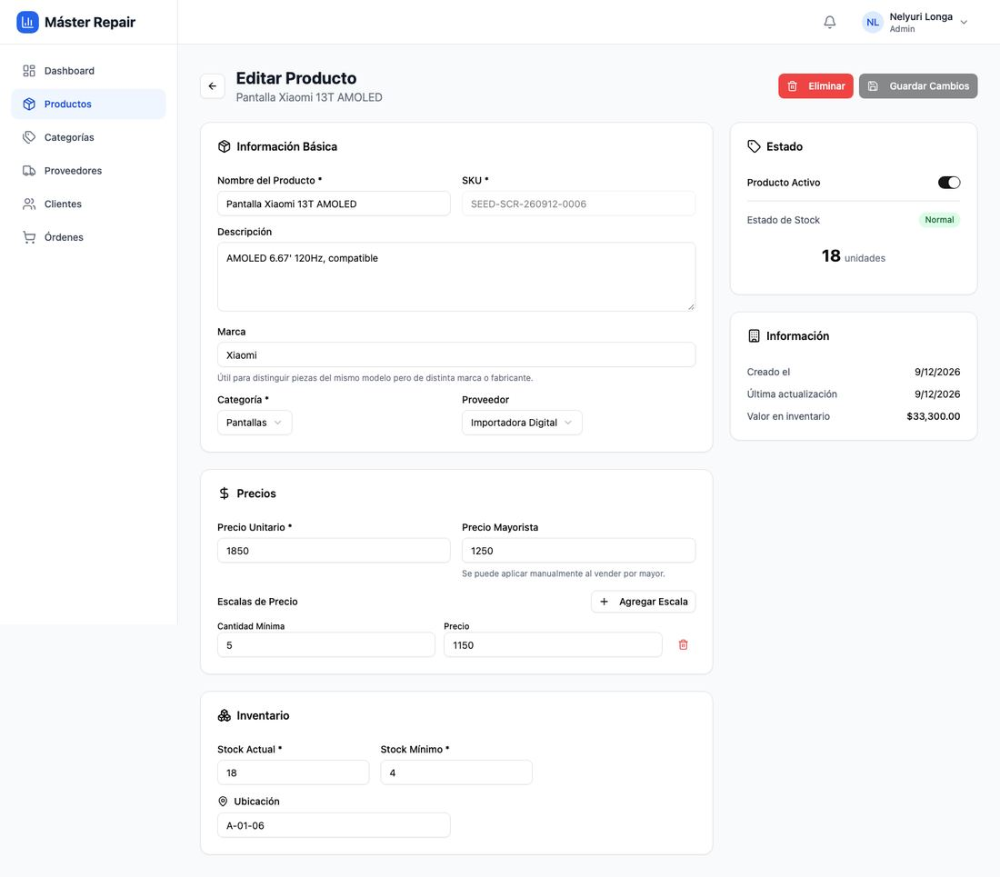 Máster Repair
NL
Nelyuri Longa
Admin
Dashboard
Productos
Categorías
Proveedores
Clientes
Órdenes
Editar Producto
Pantalla Xiaomi 13T AMOLED
Eliminar
Guardar Cambios
Información Básica
Nombre del Producto *
SKU *
Pantalla Xiaomi 13T AMOLED
SEED-SCR-260912-0006
Descripción
AMOLED 6.67' 120Hz, compatible
Marca
Xiaomi
Útil para distinguir piezas del mismo modelo pero de distinta marca o fabricante.
Categoría *
Proveedor
Pantallas
Importadora Digital
Estado
Producto Activo
Estado de Stock
Normal
18 unidades
Información
Creado el
9/12/2026
Última actualización
9/12/2026
Valor en inventario
$33,300.00
Precios
Precio Unitario *
Precio Mayorista
1850
1250
Se puede aplicar manualmente al vender por mayor.
Escalas de Precio
Agregar Escala
Cantidad Mínima
Precio
5
1150
Inventario
Stock Actual *
Stock Mínimo *
18
4
Ubicación
A-01-06